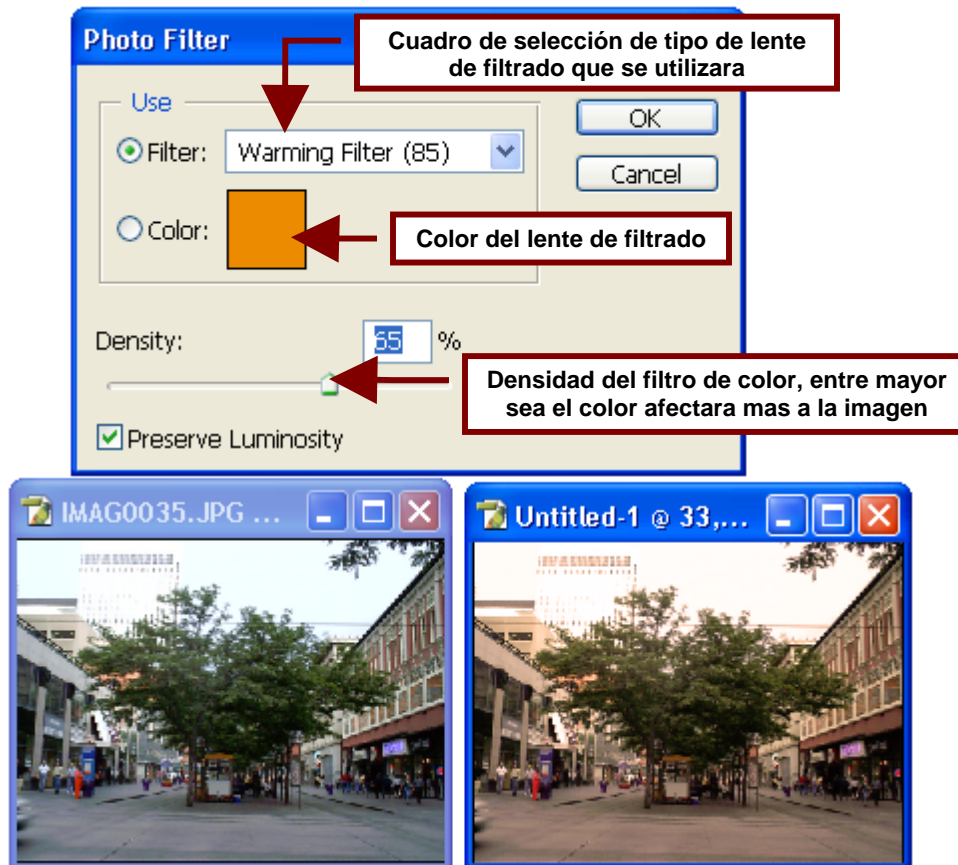 Photo Filter
Cuadro de selección de tipo de lente
de filtrado que se utilizara
Use
Filter:
Warming Filter (85)
OK
Cancel
Color:
Color del lente de filtrado
Density:
65
%
Densidad del filtro de color, entre mayor
sea el color afectara mas a la imagen
Preserve Luminosity
IMAG0035.JPG ...
Untitled-1 @ 33,...